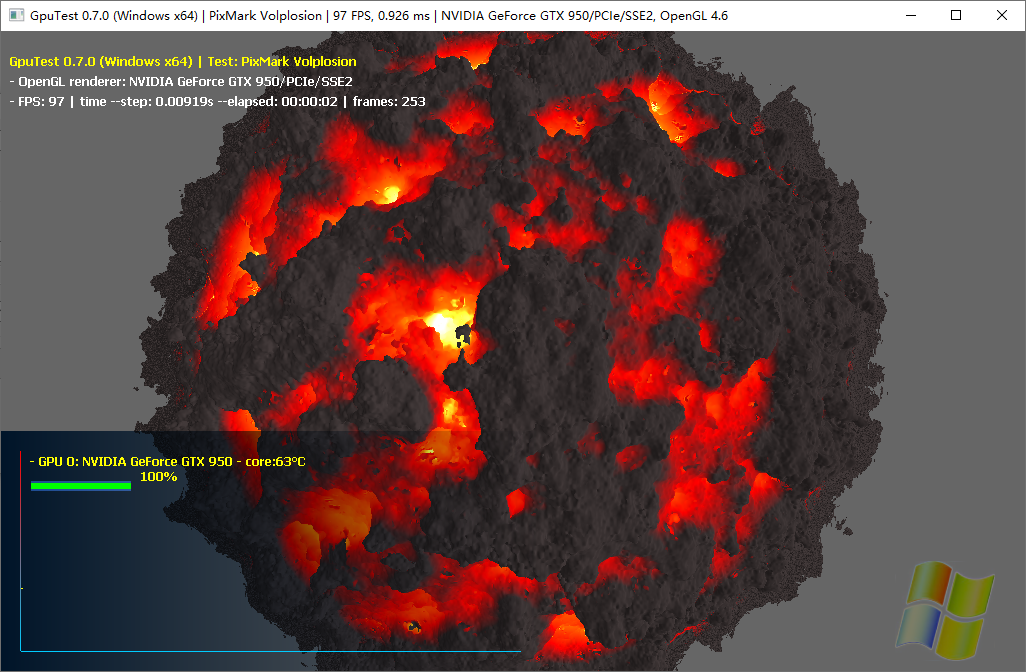 GpuTest 0.7.0 (Windows x64) | PixMark Volplosion | 97 FPS, 0.926 ms | NVIDIA GeForce GTX 950/PCIe/SSE2, OpenGL 4.6
GpuTest 0.7.0 (Windows x64) | Test: PixMark Volplosion
- OpenGL renderer: NVIDIA GeForce GTX 950/PCIe/SSE2
- FPS: 97 | time --step: 0.00919s --elapsed: 00:00:02 | frames: 253
- GPU 0: NVIDIA GeForce GTX 950 - core:63°C
100%